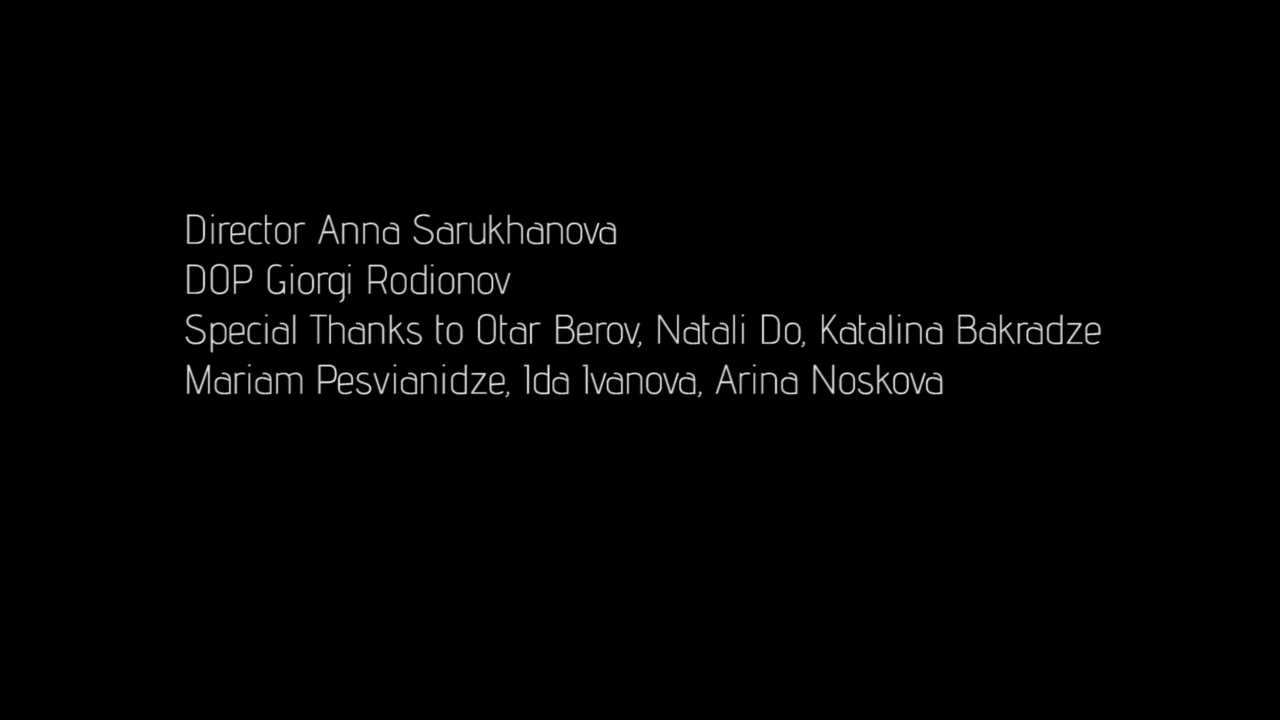 Director Anna Sarukhanova
DOP Giorgi Rodionov
Special Thanks to Otar Berov, Natali Do, Katalina Bakradze
Mariam Pesvianidze, Ida Ivanova, Arina Noskova